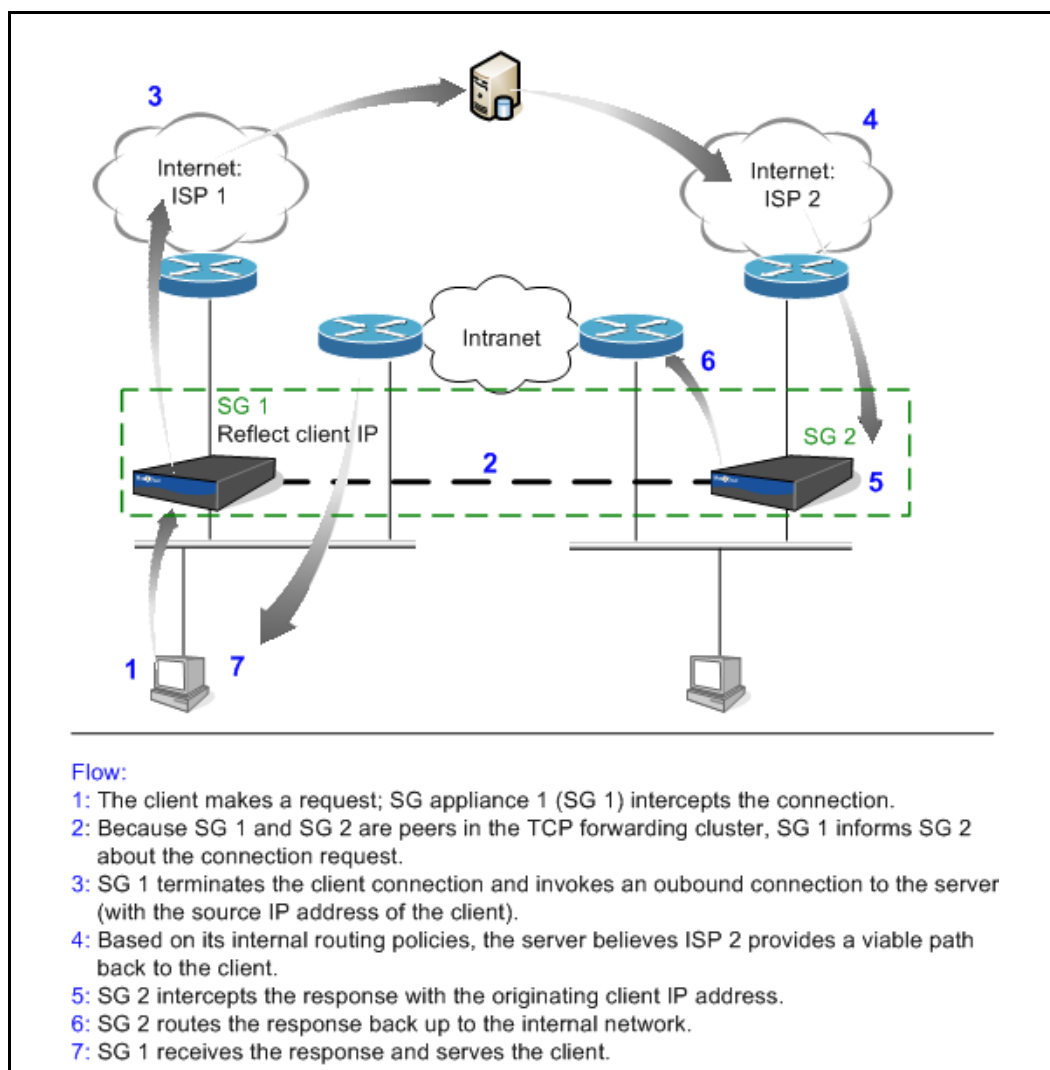 3
4
Internet:
ISP 1
Internet:
ISP 2
Intranet
6
SG 1
Reflect client IP
SG 2
2
5
1
7
Flow:
1: The client makes a request; SG appliance 1 (SG 1) intercepts the connection.
2: Because SG 1 and SG 2 are peers in the TCP forwarding cluster, SG 1 informs SG 2
about the connection request.
3: SG 1 terminates the client connection and invokes an oubound connection to the server
(with the source IP address of the client).
4: Based on its internal routing policies, the server believes ISP 2 provides a viable path
back to the client.
5: SG 2 intercepts the response with the originating client IP address.
6: SG 2 routes the response back up to the internal network.
7: SG 1 receives the response and serves the client.